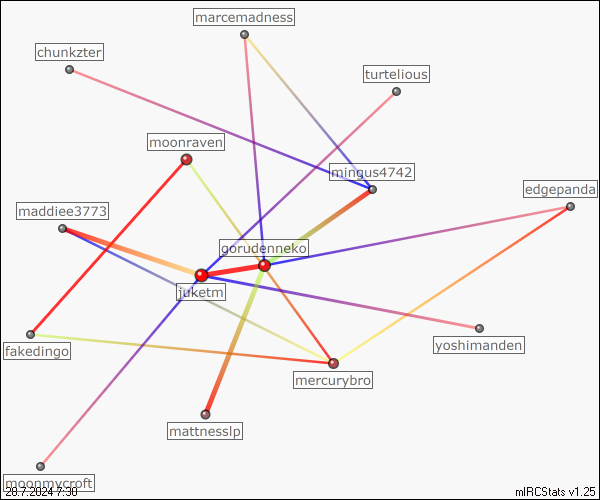 marcemadness
chunkzter
turtelious
moonraven
mingus4742
edgepanda
maddiee3773
gorudenneko
juketm
fakedingo
yoshimanden
mercurybro
mattnesslp
moonmycroft
20.7.2024 7:30
mIRCStats v1.25